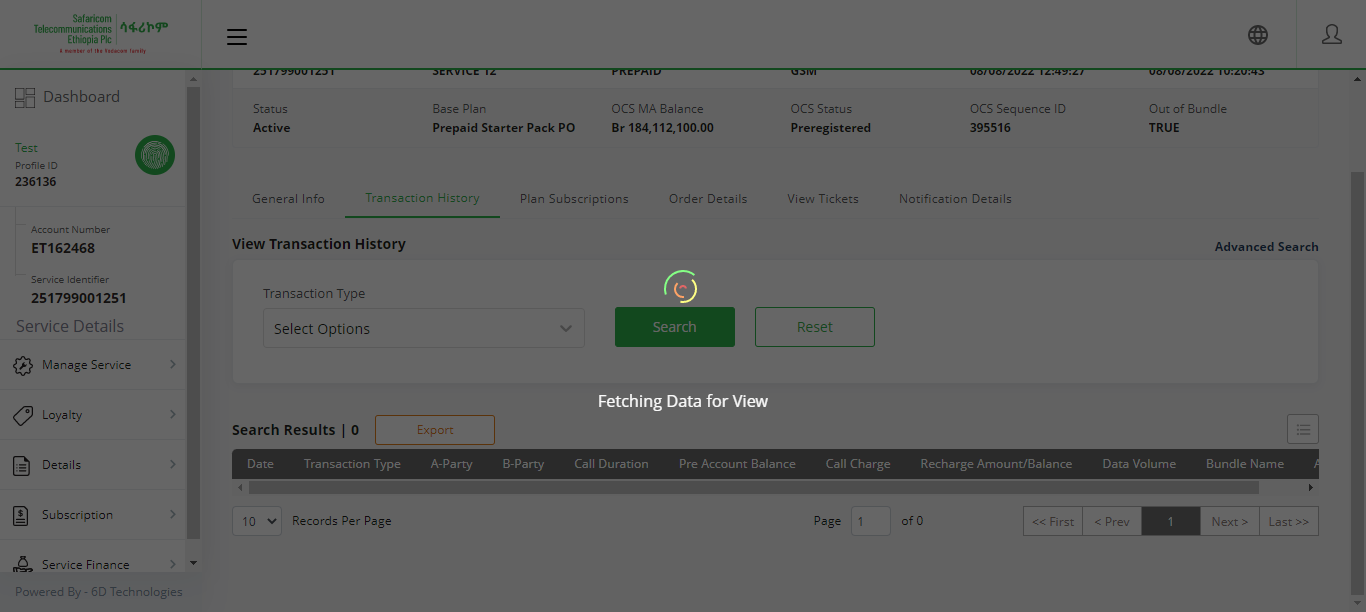 Safaricom
Telecommunications
Ethiopia Plc
ሳፋሪኮም
A member of the Vodacom family
Dashboard
Test
Profile ID
236136
Account Number
ET162468
Service Identifier
251799001251
Service Details
Manage Service
Loyalty
Details
Subscription
Service Finance
Powered By - 6D Technologies
251799001251 SERVICE 12 PREPAID GSM 08/08/2022 12:49:27 08/08/2022 10:20:43
Status Base Plan OCS MA Balance OCS Status OCS Sequence ID Out of Bundle
Active Prepaid Starter Pack PO Br 184,112,100.00 Preregistered 395516 TRUE
General Info Transaction History Plan Subscriptions Order Details View Tickets Notification Details
View Transaction History Advanced Search
Transaction Type
Select Options Search Reset
Fetching Data for View
Search Results | 0 Export
Date Transaction Type A-Party B-Party Call Duration Pre Account Balance Call Charge Recharge Amount/Balance Data Volume Bundle Name
10 Records Per Page Page 1 of 0 << First < Prev 1 Next > Last >>